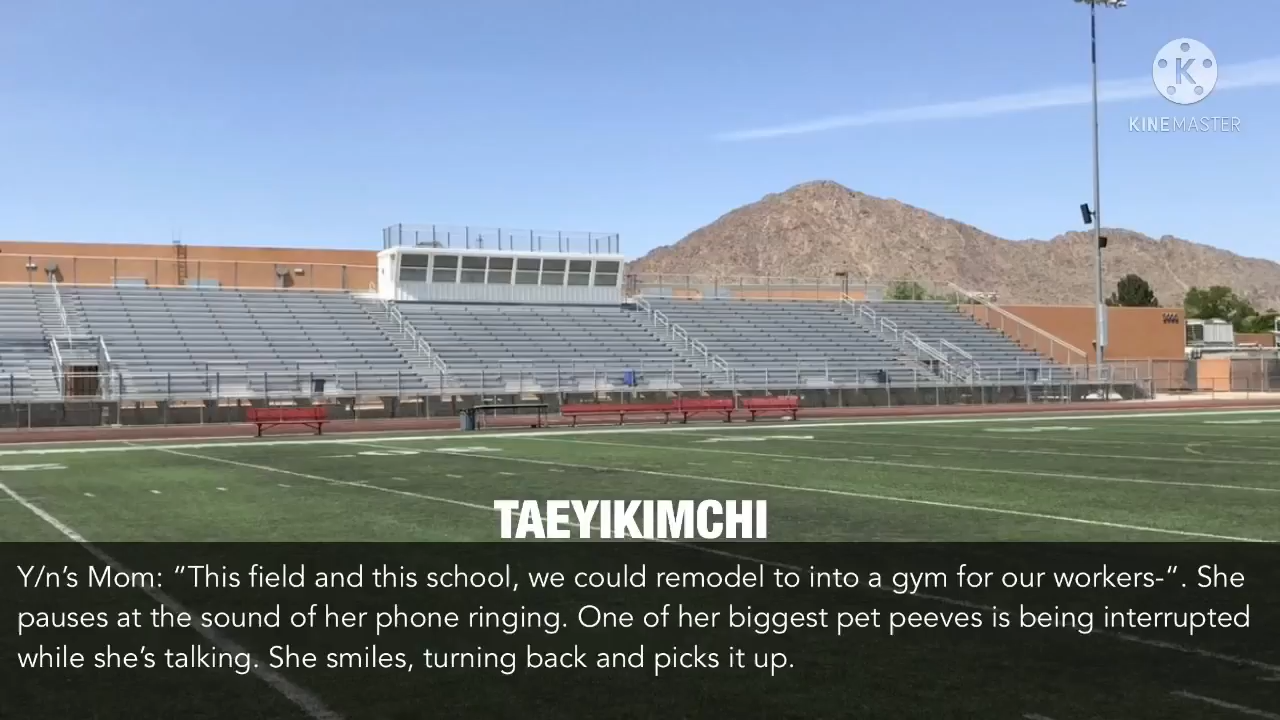 K
KINEMASTER
TAEYIKIMCHI
Y/n’s Mom: “This field and this school, we could remodel to into a gym for our workers-“. She
pauses at the sound of her phone ringing. One of her biggest pet peeves is being interrupted
while she’s talking. She smiles, turning back and picks it up.